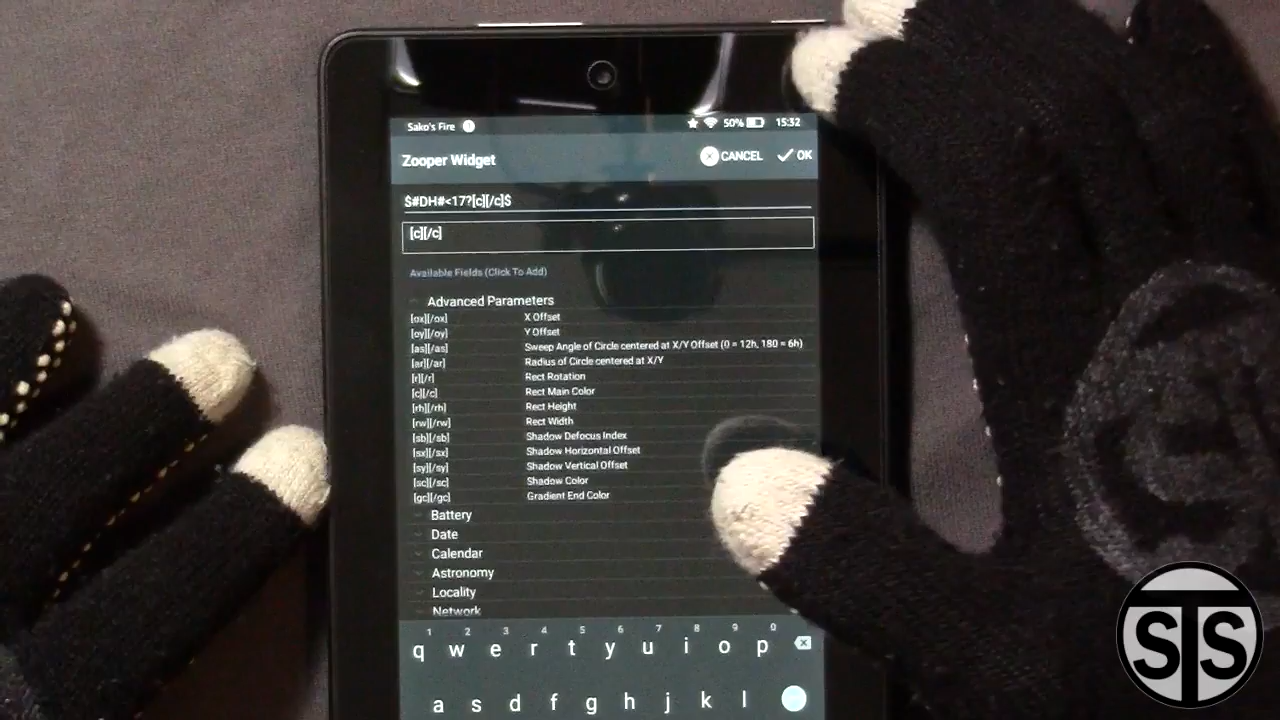 Sako's Fire 1 50% 15:32
Zooper Widget CANCEL OK
$#DH#<17?[c][/c]$
[c][/c]
Available Fields (Click To Add)
Advanced Parameters
[ox][/ox] X Offset
[oy][/oy] Y Offset
[as][/as] Sweep Angle of Circle centered at X/Y Offset (0 = 12h, 180 = 6h)
[ar][/ar] Radius of Circle centered at X/Y
[r][/r] Rect Rotation
[c][/c] Rect Main Color
[rh][/rh] Rect Height
[rw][/rw] Rect Width
[sb][/sb] Shadow Defocus Index
[sx][/sx] Shadow Horizontal Offset
[sy][/sy] Shadow Vertical Offset
[sc][/sc] Shadow Color
[gc][/gc] Gradient End Color
Battery
Date
Calendar
Astronomy
Locality
Network
1 2 3 4 5 6 7 8 9 0
q w e r t y u i o p
a s d f g h j k l
STS